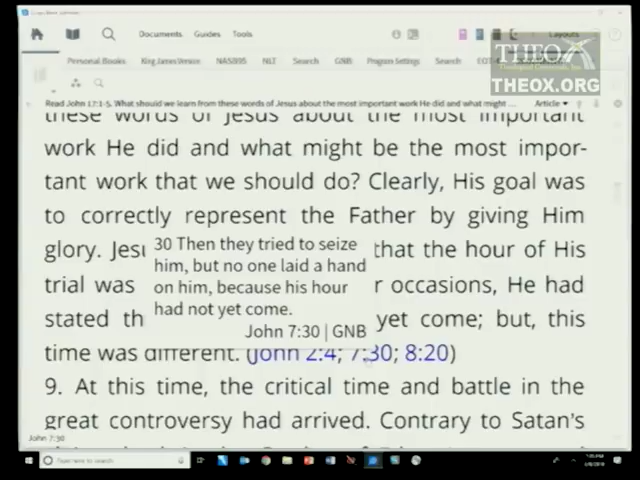 Documents Guides Tools
Layouts
THEOX
THEOX.ORG
Personal Books King James Version NASB95 NLT Search GNB Program Settings Search
Read John 17:1-5. What should we learn from these words of Jesus about the most important work He did and what might ... Article
these words of Jesus about the most important
work He did and what might be the most impor-
tant work that we should do? Clearly, His goal was
to correctly represent the Father by giving Him
glory. that the hour of His
trial was occasions, He had
stated yet come; but, this
time was different. (John 2:4; 7:30; 8:20)
30 Then they tried to seize
him, but no one laid a hand
on him, because his hour
had not yet come.
John 7:30 | GNB
9. At this time, the critical time and battle in the
great controversy had arrived. Contrary to Satan's
John 7:30
Type here to search